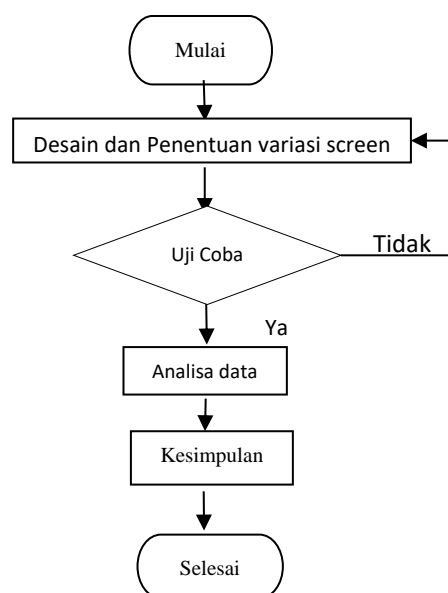 Mulai
Desain dan Penentuan variasi screen
Uji Coba
Tidak
Ya
Analisa data
Kesimpulan
Selesai